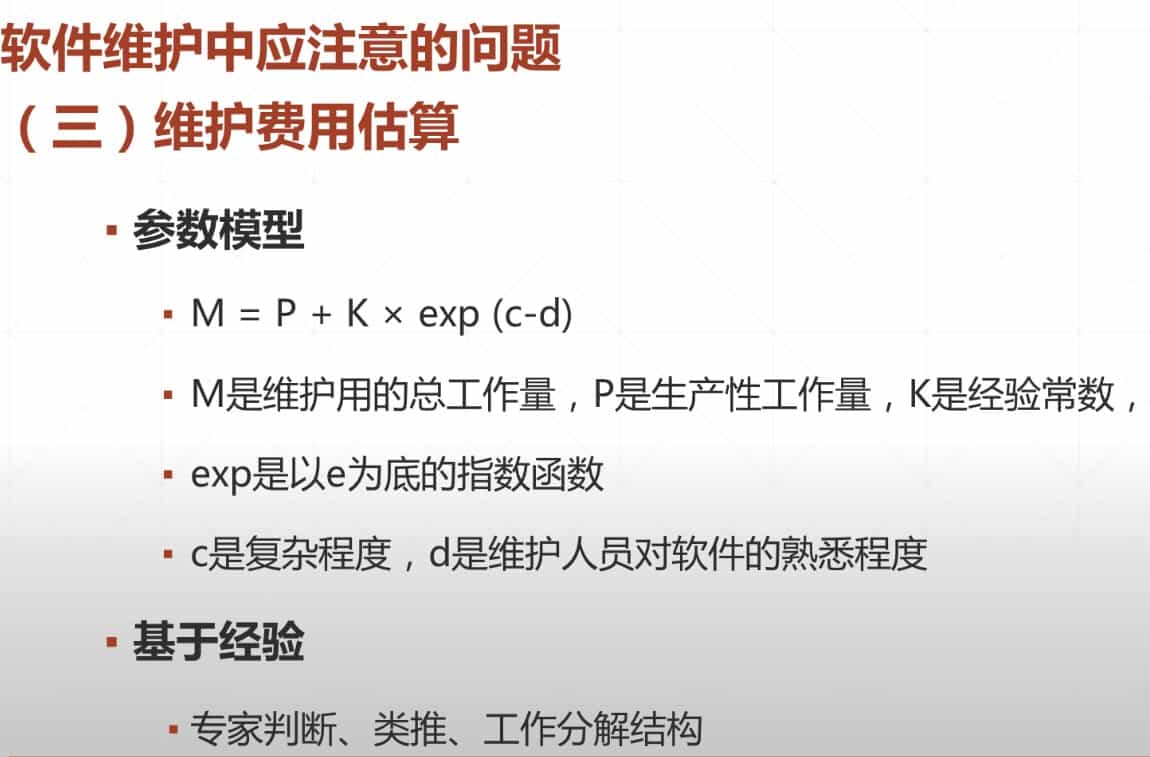 软件维护中应注意的问题
（三）维护费用估算
▪ 参数模型
▪ M = P + K × exp (c-d)
▪ M是维护用的总工作量，P是生产性工作量，K是经验常数，
▪ exp是以e为底的指数函数
▪ c是复杂程度，d是维护人员对软件的熟悉程度
▪ 基于经验
▪ 专家判断、类推、工作分解结构